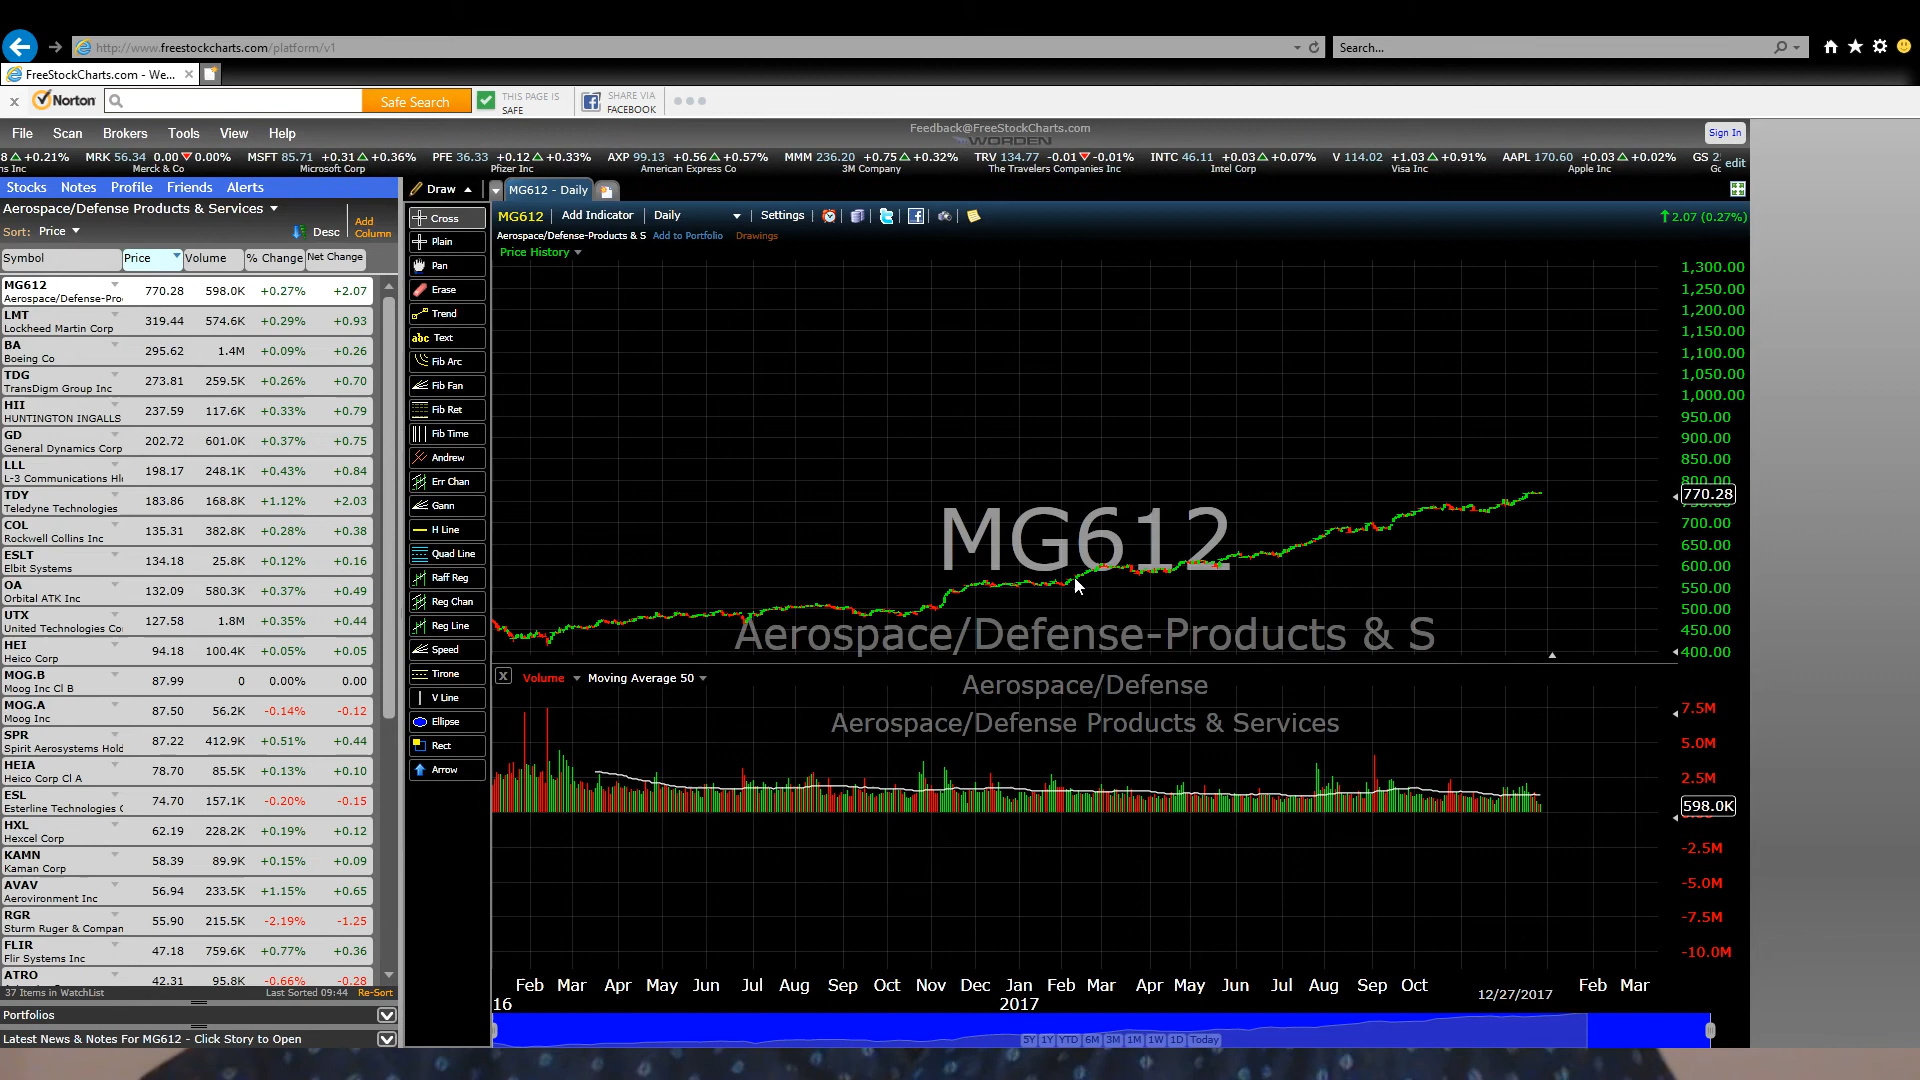 http://www.freestockcharts.com/platform/v1
Search...
FreeStockCharts.com - We...
Norton
Safe Search
THIS PAGE IS
SAFE
SHARE VIA
FACEBOOK
File Scan Brokers Tools View Help
Feedback@FreeStockCharts.com
WORDEN
Sign In
8 +0.21% MRK 56.34 0.00 0.00% MSFT 85.71 +0.31 +0.36% PFE 36.33 +0.12 +0.33% AXP 99.13 +0.56 +0.57% MMM 236.20 +0.75 +0.32% TRV 134.77 -0.01 -0.01% INTC 46.11 +0.03 +0.07% V 114.02 +1.03 +0.91% AAPL 170.60 +0.03 +0.02% GS
edit
ns Inc Merck & Co Microsoft Corp Pfizer Inc American Express Co 3M Company The Travelers Companies Inc Intel Corp Visa Inc Apple Inc
Stocks Notes Profile Friends Alerts
Draw
MG612 - Daily
Aerospace/Defense Products & Services
Sort: Price
Desc
Add
Column
MG612 Add Indicator Daily Settings
2.07 (0.27%)
Aerospace/Defense-Products & S Add to Portfolio Drawings
Price History
Symbol Price Volume % Change Net Change
MG612 770.28 598.0K +0.27% +2.07
Aerospace/Defense-Pro
LMT 319.44 574.6K +0.29% +0.93
Lockheed Martin Corp
BA 295.62 1.4M +0.09% +0.26
Boeing Co
TDG 273.81 259.5K +0.26% +0.70
TransDigm Group Inc
HII 237.59 117.6K +0.33% +0.79
HUNTINGTON INGALLS
GD 202.72 601.0K +0.37% +0.75
General Dynamics Corp
LLL 198.17 248.1K +0.43% +0.84
L-3 Communications Hl
TDY 183.86 168.8K +1.12% +2.03
Teledyne Technologies
COL 135.31 382.8K +0.28% +0.38
Rockwell Collins Inc
ESLT 134.18 25.8K +0.12% +0.16
Elbit Systems
OA 132.09 580.3K +0.37% +0.49
Orbital ATK Inc
UTX 127.58 1.8M +0.35% +0.44
United Technologies Co
HEI 94.18 100.4K +0.05% +0.05
Heico Corp
MOG.B 87.99 0 0.00% 0.00
Moog Inc Cl B
MOG.A 87.50 56.2K -0.14% -0.12
Moog Inc
SPR 87.22 412.9K +0.51% +0.44
Spirit Aerosystems Hold
HEIA 78.70 85.5K +0.13% +0.10
Heico Corp Cl A
ESL 74.70 157.1K -0.20% -0.15
Esterline Technologies C
HXL 62.19 228.2K +0.19% +0.12
Hexcel Corp
KAMN 58.39 89.9K +0.15% +0.09
Kaman Corp
AVAV 56.94 233.5K +1.15% +0.65
Aerovironment Inc
RGR 55.90 215.5K -2.19% -1.25
Sturm Ruger & Compan
FLIR 47.18 759.6K +0.77% +0.36
Flir Systems Inc
ATRO 42.31 95.8K -0.66% -0.28
37 Items in WatchList Last Sorted 09:44 Re-Sort
Portfolios
Latest News & Notes For MG612 - Click Story to Open
Cross
Plain
Pan
Erase
Trend
abc Text
Fib Arc
Fib Fan
Fib Ret
Fib Time
Andrew
Err Chan
Gann
H Line
Quad Line
Raff Reg
Reg Chan
Reg Line
Speed
Tirone
V Line
Ellipse
Rect
Arrow
1,300.00
1,250.00
1,200.00
1,150.00
1,100.00
1,050.00
1,000.00
950.00
900.00
850.00
800.00
770.28
700.00
650.00
600.00
550.00
500.00
450.00
400.00
MG612
Aerospace/Defense-Products & S
X Volume Moving Average 50
Aerospace/Defense
Aerospace/Defense Products & Services
7.5M
5.0M
2.5M
598.0K
-2.5M
-5.0M
-7.5M
-10.0M
Feb Mar Apr May Jun Jul Aug Sep Oct Nov Dec Jan Feb Mar Apr May Jun Jul Aug Sep Oct 12/27/2017 Feb Mar
16 2017
5Y 1Y YTD 6M 3M 1M 1W 1D Today